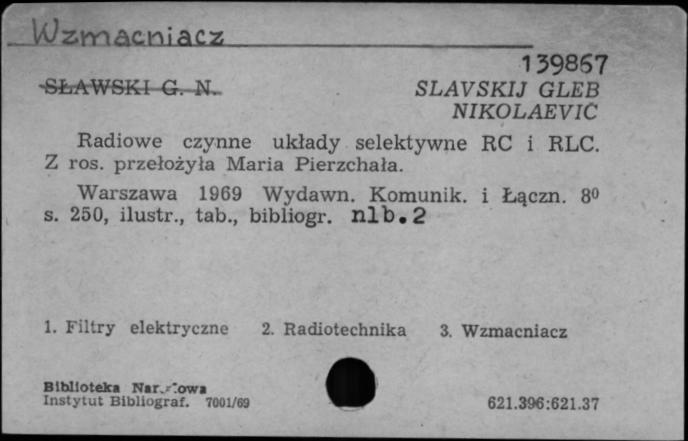 Wzmacniacz
139867
SŁAWSKI G. N.
SLAVSKIJ GLEB
NIKOLAEVIČ
Radiowe czynne układy selektywne RC i RLC.
Z ros. przełożyła Maria Pierzchała.
Warszawa 1969 Wydawn. Komunik. i Łączn. 8⁰
s. 250, ilustr., tab., bibliogr. nlb.2
1. Filtry elektryczne 2. Radiotechnika 3. Wzmacniacz
Biblioteka
Instytut Bibliograf. 7001/69
621.396:621.37